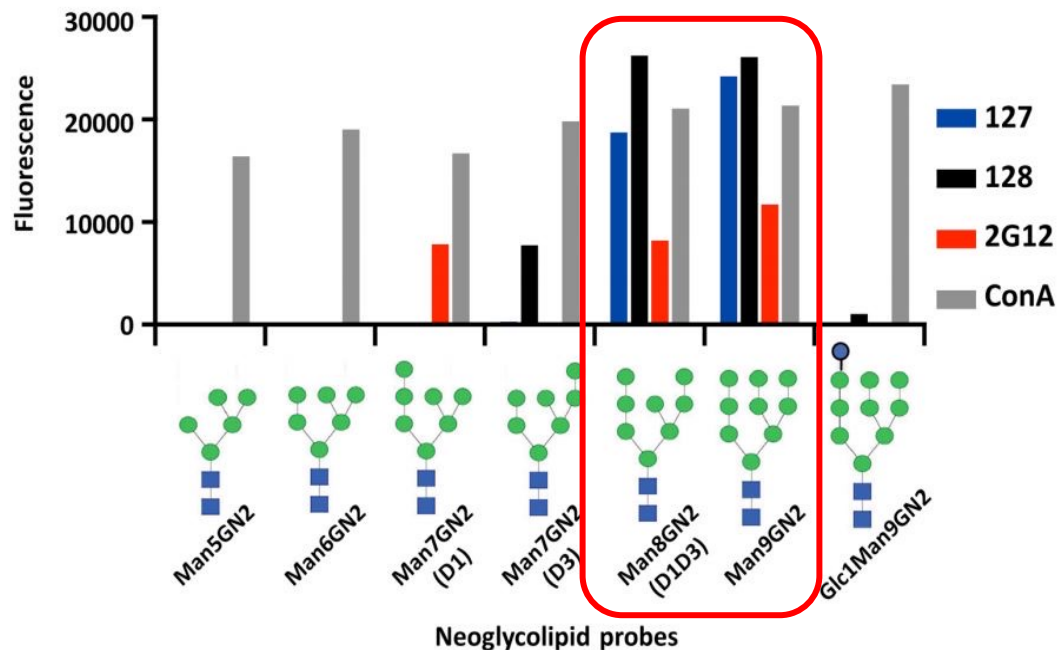 30000
20000
10000
0
Fluorescence
127
128
2G12
ConA
Man5GN2
Man6GN2
Man7GN2
(D1)
Man7GN2
(D3)
Man8GN2
(D1D3)
Man9GN2
Glc1Man9GN2
Neoglycolipid probes